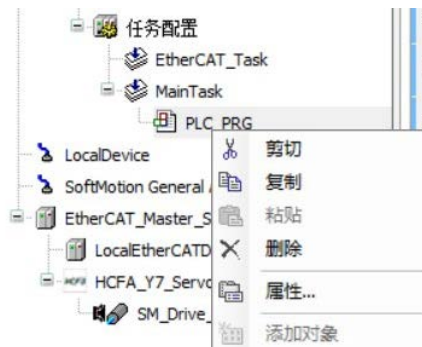 任务配置
EtherCAT_Task
MainTask
PLC_PRG
LocalDevice
剪切
SoftMotion General
复制
EtherCAT_Master_S
粘贴
LocalEtherCATD
删除
HCFA_Y7_Servo
属性...
SM_Drive_
添加对象